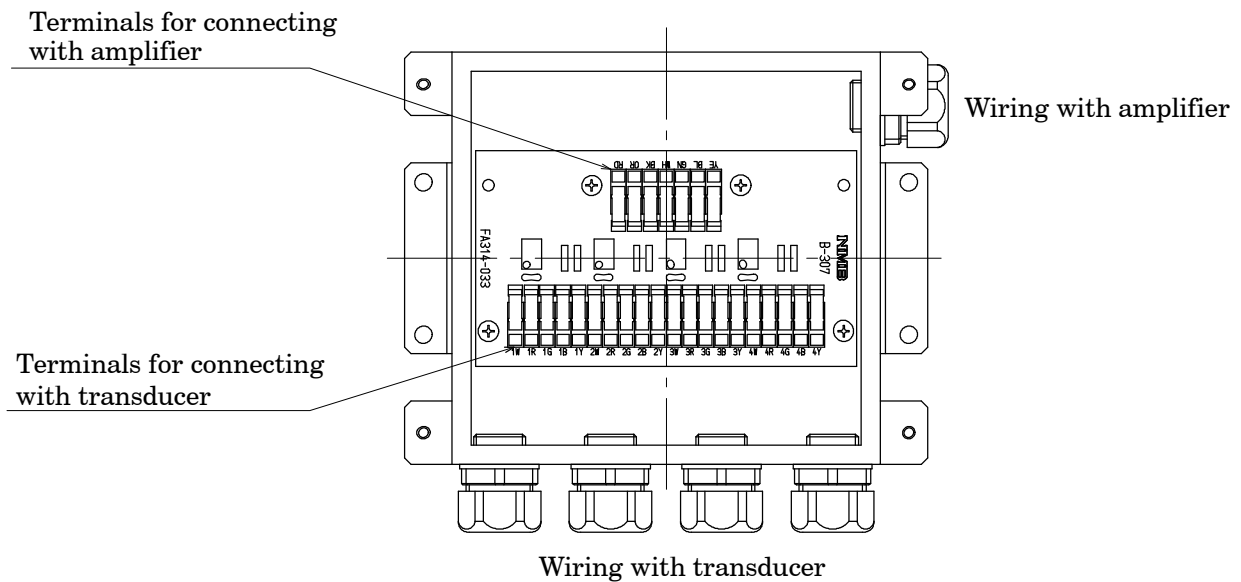 Terminals for connecting
with amplifier
Wiring with amplifier
RD OR BK WH GN BL YE
FA314-033
B-307
NMB
1W 1R 1G 1B 1Y 2W 2R 2G 2B 2Y 3W 3R 3G 3B 3Y 4W 4R 4G 4B 4Y
Terminals for connecting
with transducer
Wiring with transducer